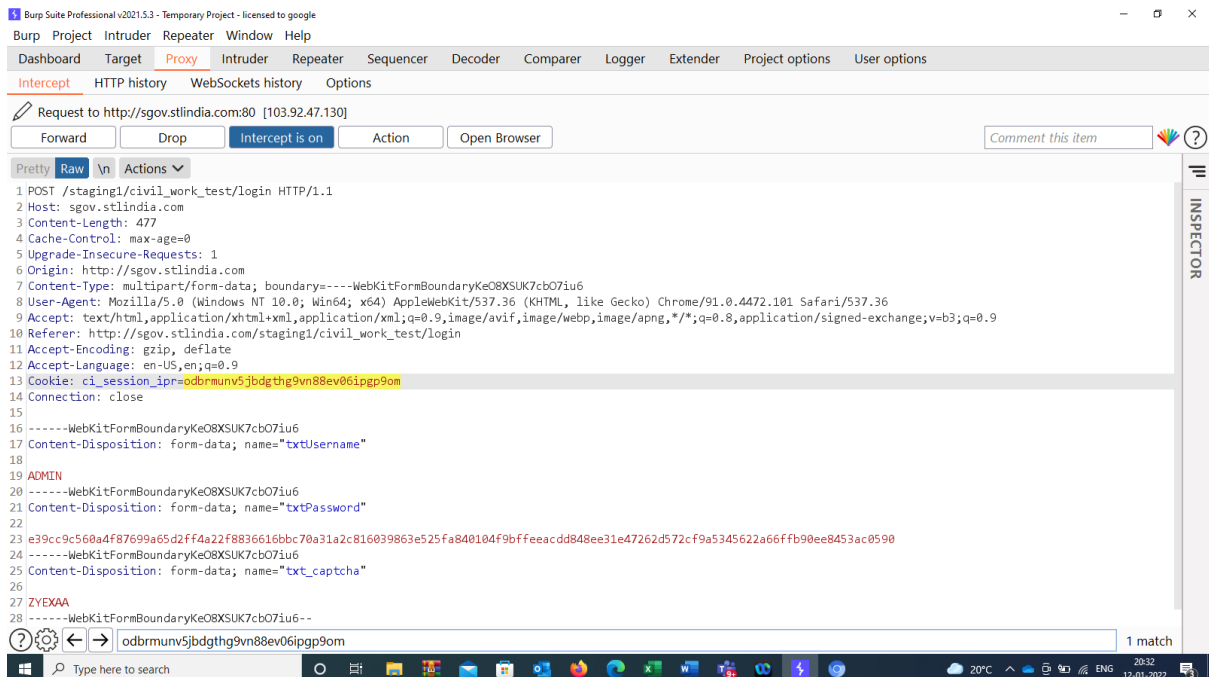 Burp Suite Professional v2021.5.3 - Temporary Project - licensed to google
Burp Project Intruder Repeater Window Help
Dashboard Target Proxy Intruder Repeater Sequencer Decoder Comparer Logger Extender Project options User options
Intercept HTTP history WebSockets history Options
Request to http://sgov.stlindia.com:80 [103.92.47.130]
Forward Drop Intercept is on Action Open Browser Comment this item ?
Pretty Raw \n Actions
INSPECTOR
1 POST /staging1/civil_work_test/login HTTP/1.1
2 Host: sgov.stlindia.com
3 Content-Length: 477
4 Cache-Control: max-age=0
5 Upgrade-Insecure-Requests: 1
6 Origin: http://sgov.stlindia.com
7 Content-Type: multipart/form-data; boundary=----WebKitFormBoundaryKeO8XSUK7cbO7iu6
8 User-Agent: Mozilla/5.0 (Windows NT 10.0; Win64; x64) AppleWebKit/537.36 (KHTML, like Gecko) Chrome/91.0.4472.101 Safari/537.36
9 Accept: text/html,application/xhtml+xml,application/xml;q=0.9,image/avif,image/webp,image/apng,*/*;q=0.8,application/signed-exchange;v=b3;q=0.9
10 Referer: http://sgov.stlindia.com/staging1/civil_work_test/login
11 Accept-Encoding: gzip, deflate
12 Accept-Language: en-US,en;q=0.9
13 Cookie: ci_session_ipr=odbrmunv5jbdgthg9vn88ev06ipgp9om
14 Connection: close
15
16 ------WebKitFormBoundaryKeO8XSUK7cbO7iu6
17 Content-Disposition: form-data; name="txtUsername"
18
19 ADMIN
20 ------WebKitFormBoundaryKeO8XSUK7cbO7iu6
21 Content-Disposition: form-data; name="txtPassword"
22
23 e39cc9c560a4f87699a65d2ff4a22f8836616bbc70a31a2c816039863e525fa840104f9bffeeacdd848ee31e47262d572cf9a5345622a66ffb90ee8453ac0590
24 ------WebKitFormBoundaryKeO8XSUK7cbO7iu6
25 Content-Disposition: form-data; name="txt_captcha"
26
27 ZYEXAA
28 ------WebKitFormBoundaryKeO8XSUK7cbO7iu6--
? odbrmunv5jbdgthg9vn88ev06ipgp9om 1 match
Type here to search 9+ 20°C ENG 20:32
12-01-2022 3